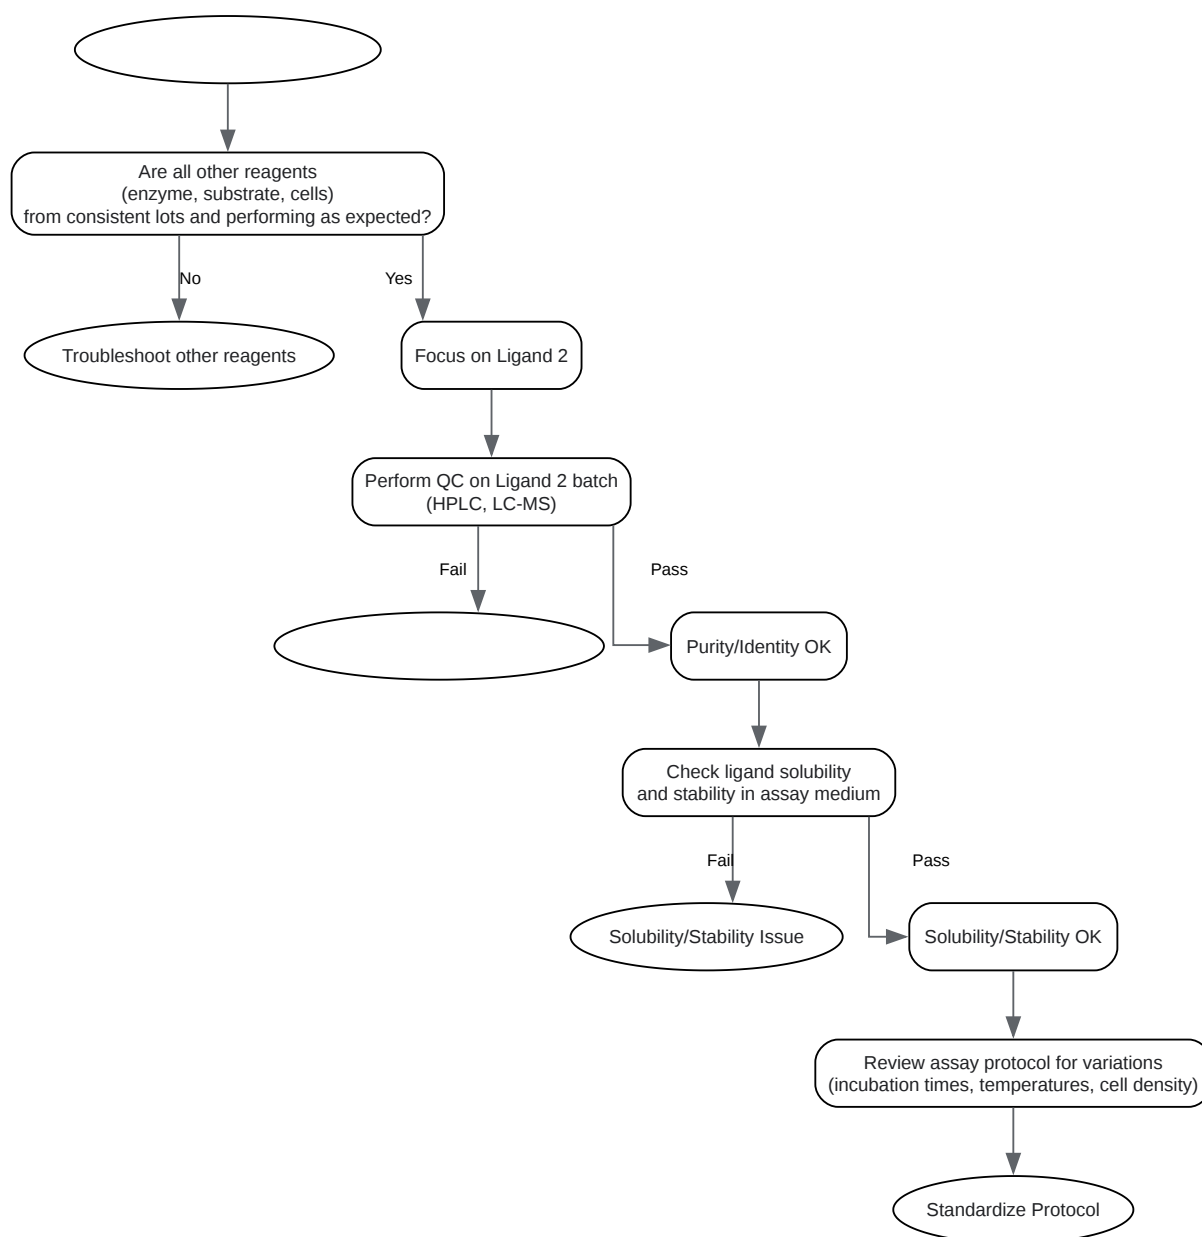 Are all other reagents
(enzyme, substrate, cells)
from consistent lots and performing as expected?
No
Yes
Troubleshoot other reagents
Focus on Ligand 2
Perform QC on Ligand 2 batch
(HPLC, LC-MS)
Fail
Pass
Purity/Identity OK
Check ligand solubility
and stability in assay medium
Fail
Pass
Solubility/Stability Issue
Solubility/Stability OK
Review assay protocol for variations
(incubation times, temperatures, cell density)
Standardize Protocol